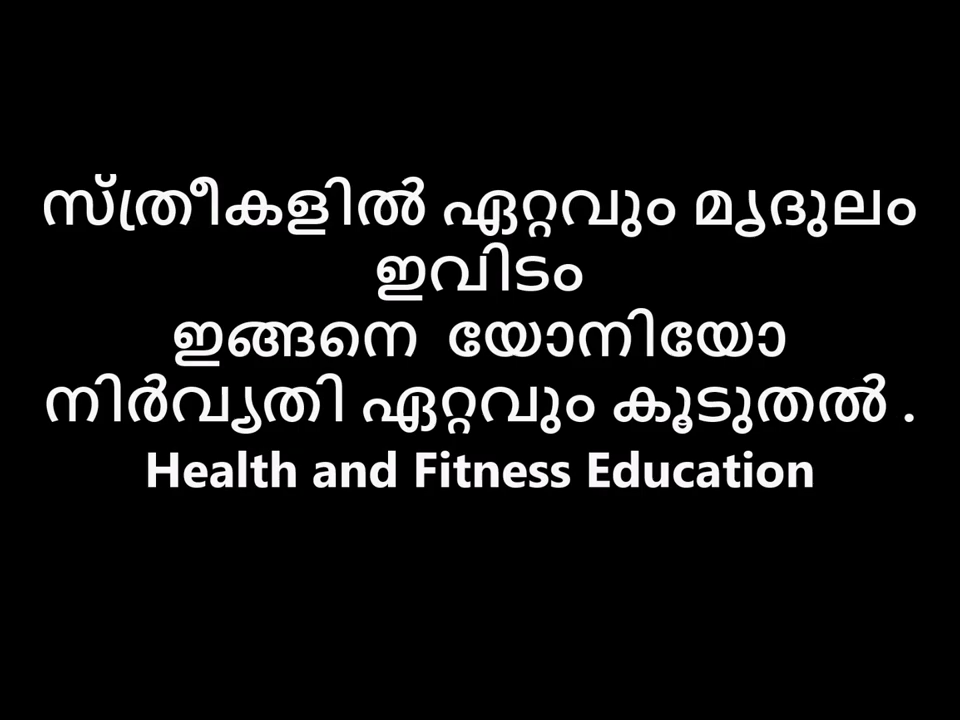 സ്ത്രീകളിൽ ഏറ്റവും മൃദുലം
ഇവിടം
ഇങ്ങനെ യോനിയോ
നിർവൃതി ഏറ്റവും കൂടുതൽ .
Health and Fitness Education